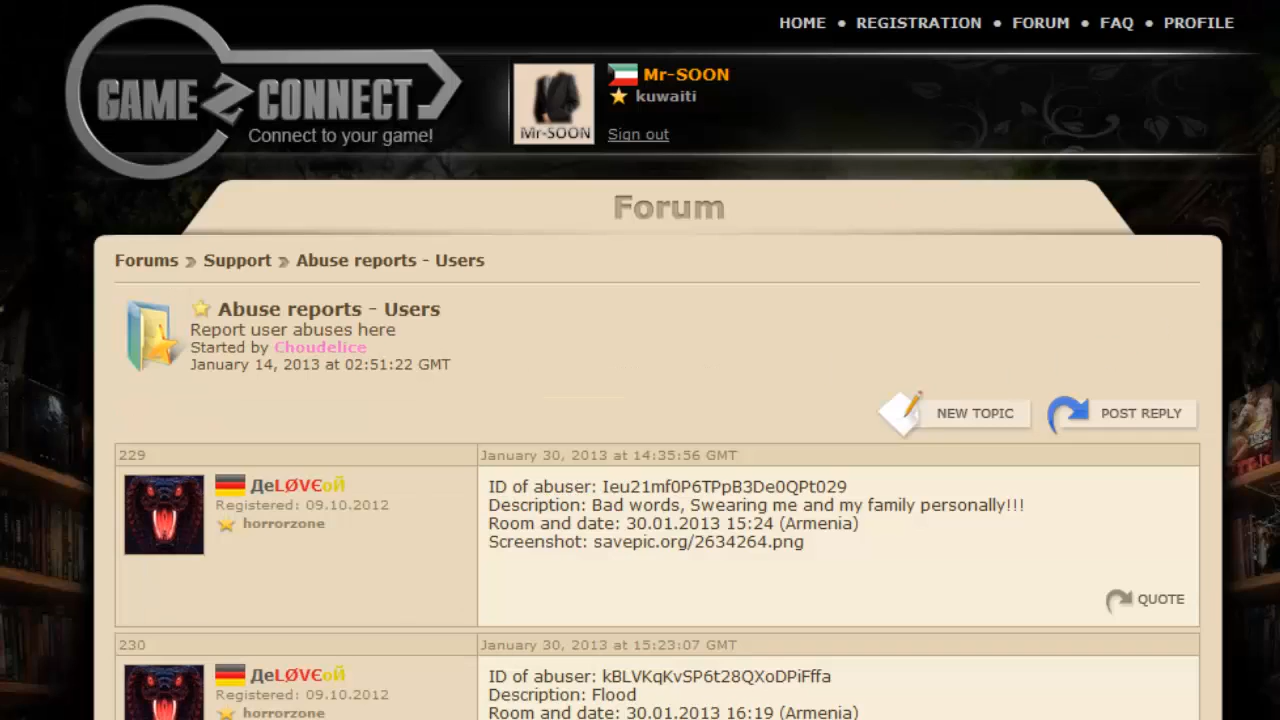 HOME • REGISTRATION • FORUM • FAQ • PROFILE
GAMEZCONNECT
Connect to your game!
Mr-SOON
Mr-SOON
kuwaiti
Sign out
Forum
Forums » Support » Abuse reports - Users
Abuse reports - Users
Report user abuses here
Started by Choudelice
January 14, 2013 at 02:51:22 GMT
NEW TOPIC
POST REPLY
229
January 30, 2013 at 14:35:56 GMT
ДеLØVЄой
Registered: 09.10.2012
horrorzone
ID of abuser: Ieu21mf0P6TPpB3De0QPt029
Description: Bad words, Swearing me and my family personally!!!
Room and date: 30.01.2013 15:24 (Armenia)
Screenshot: savepic.org/2634264.png
QUOTE
230
January 30, 2013 at 15:23:07 GMT
ДеLØVЄой
Registered: 09.10.2012
horrorzone
ID of abuser: kBLVKqKvSP6t28QXoDPiFffa
Description: Flood
Room and date: 30.01.2013 16:19 (Armenia)